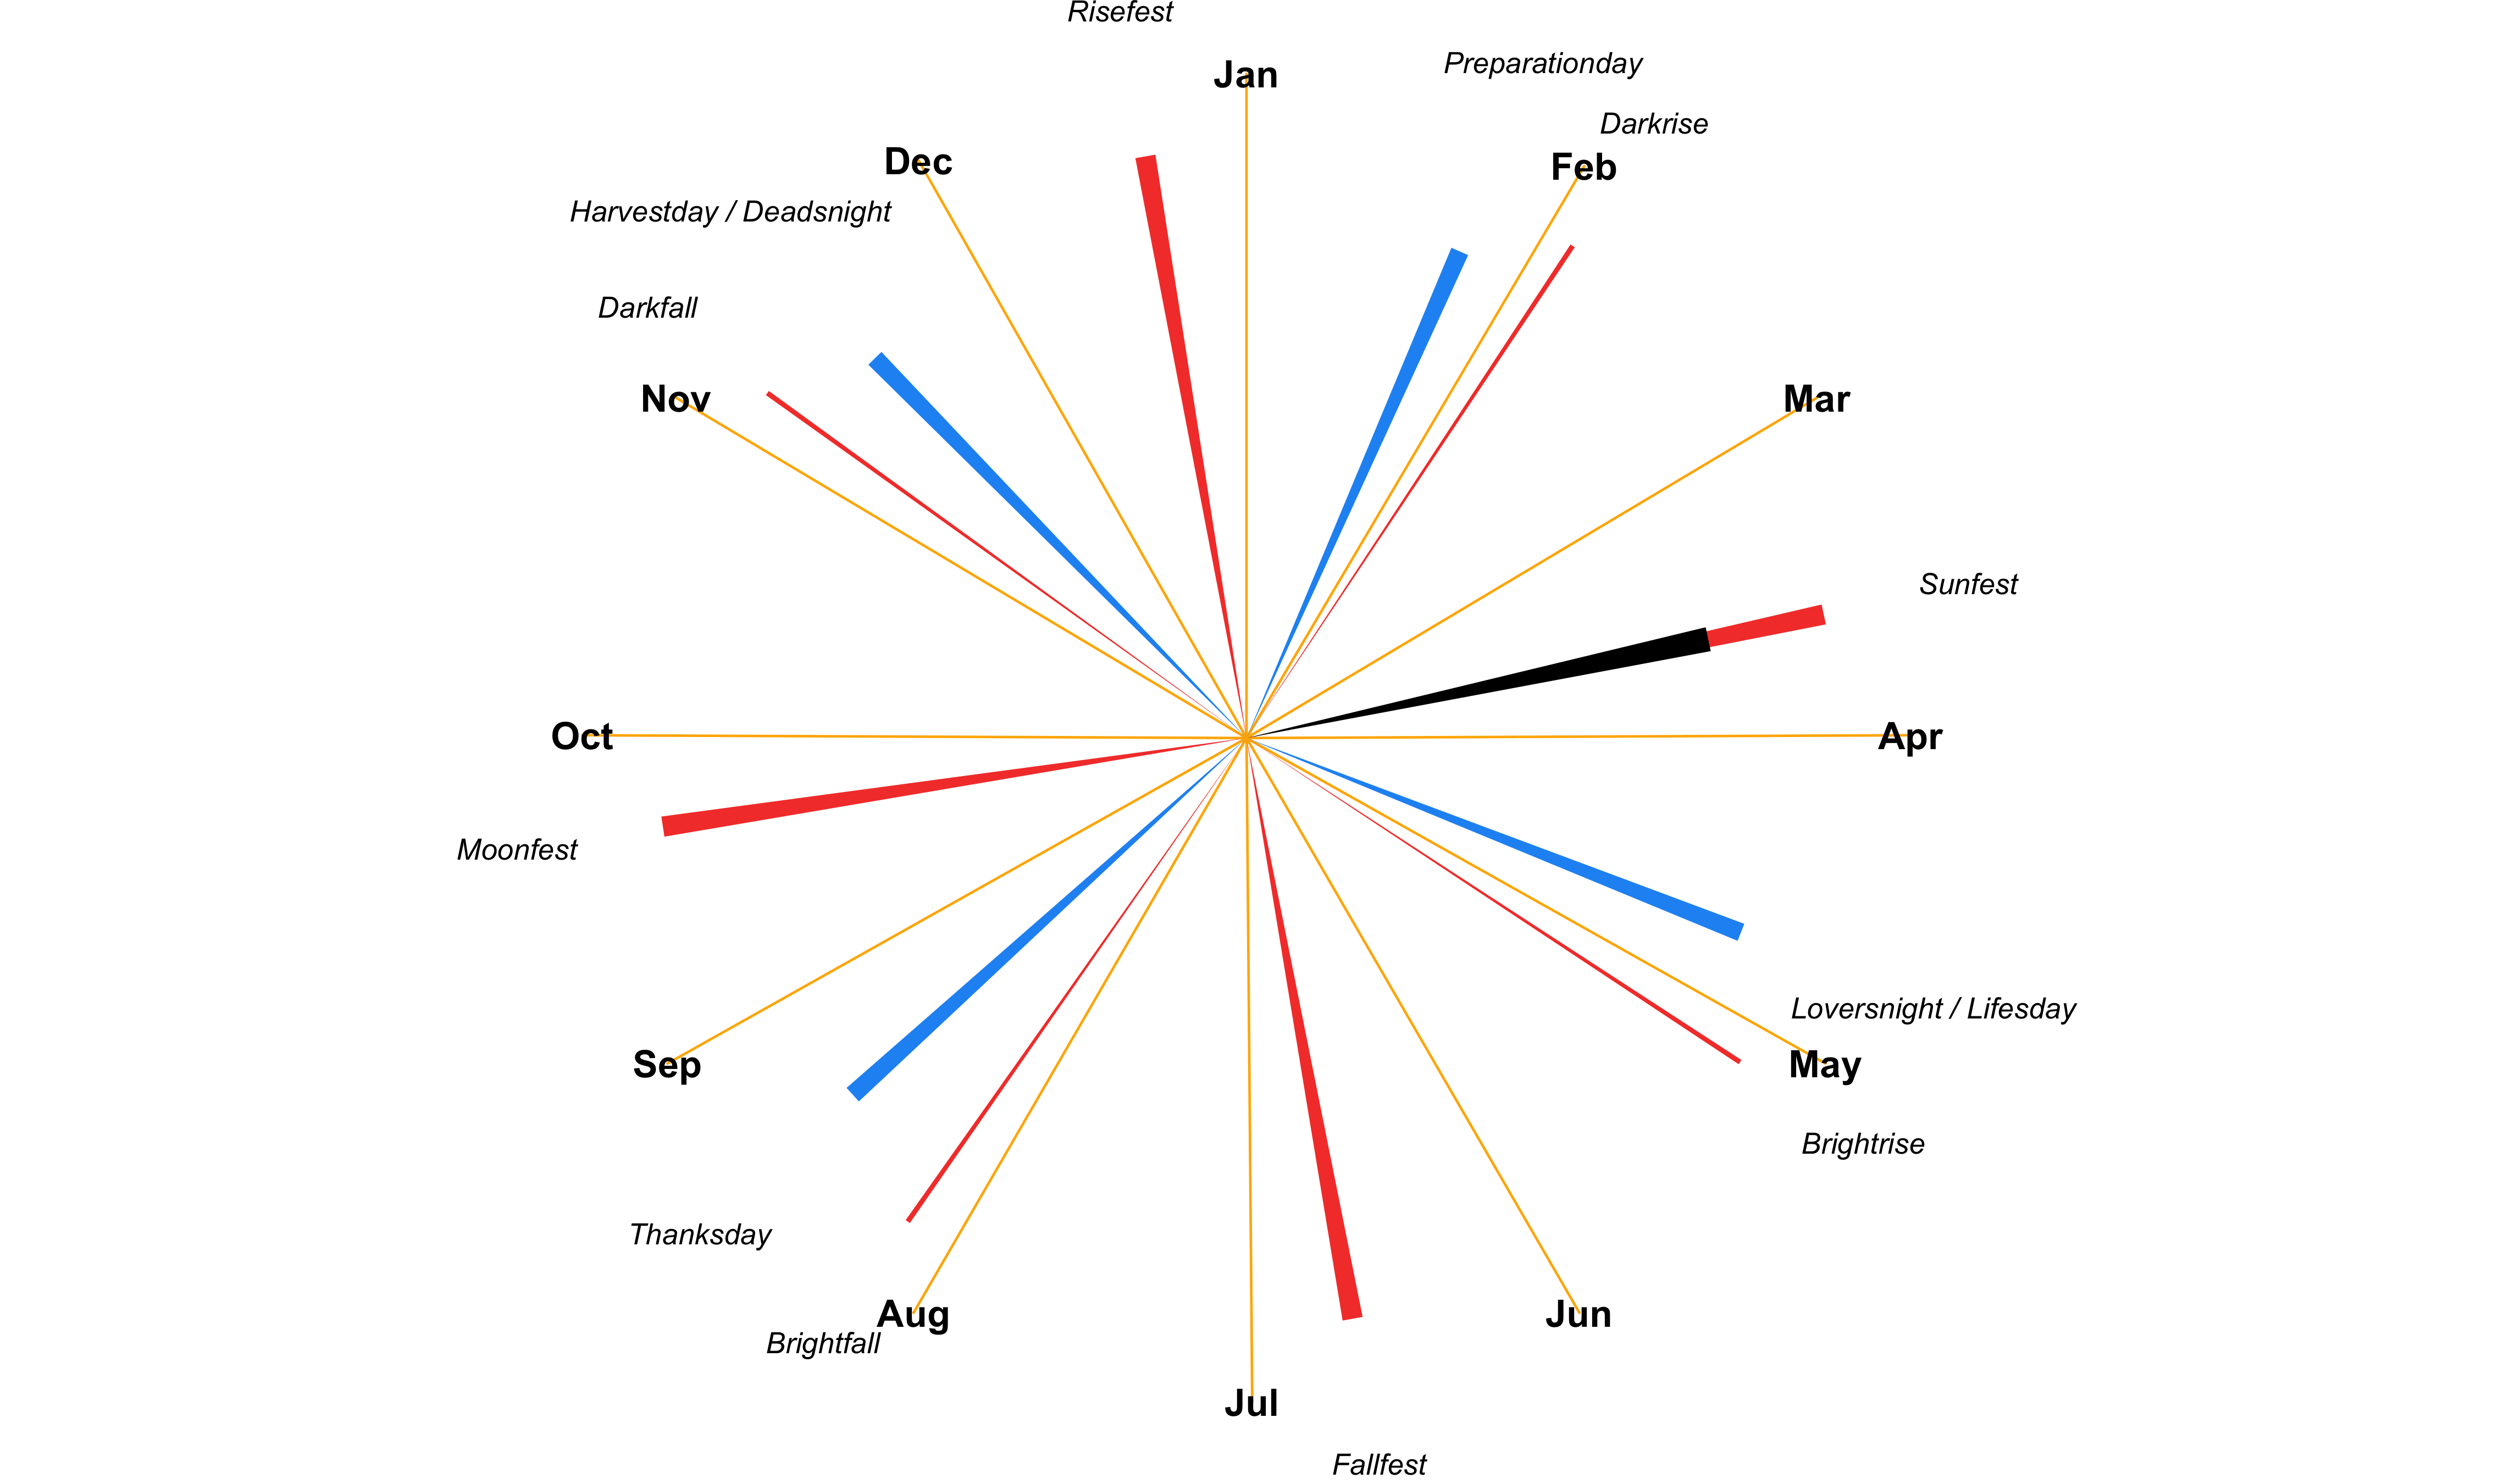 Risefest
Jan
Preparationday
Darkrise
Dec
Feb
Harvestday / Deadsnight
Darkfall
Nov
Mar
Sunfest
Oct
Apr
Moonfest
Loversnight / Lifesday
Sep
May
Brightrise
Thanksday
Aug
Jun
Brightfall
Jul
Fallfest